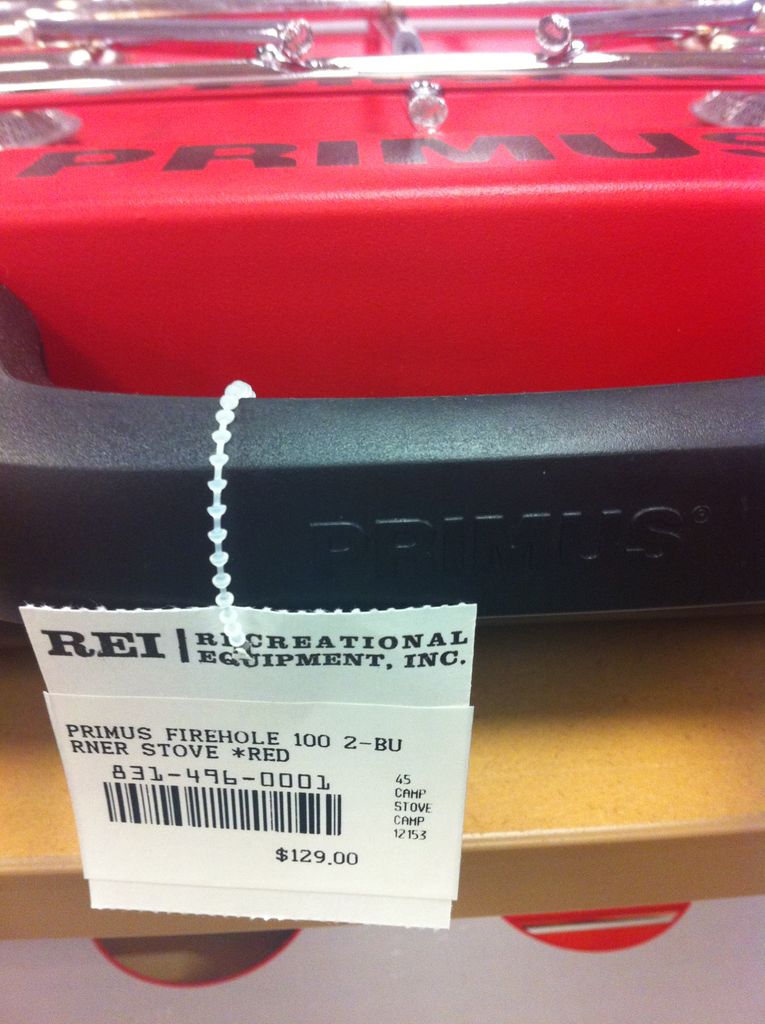 PRIMUS
PRIMUS®
REI | RECREATIONAL
EQUIPMENT, INC.
PRIMUS FIREHOLE 100 2-BU
RNER STOVE *RED
831-496-0001
45
CAMP
STOVE
CAMP
12153
$129.00